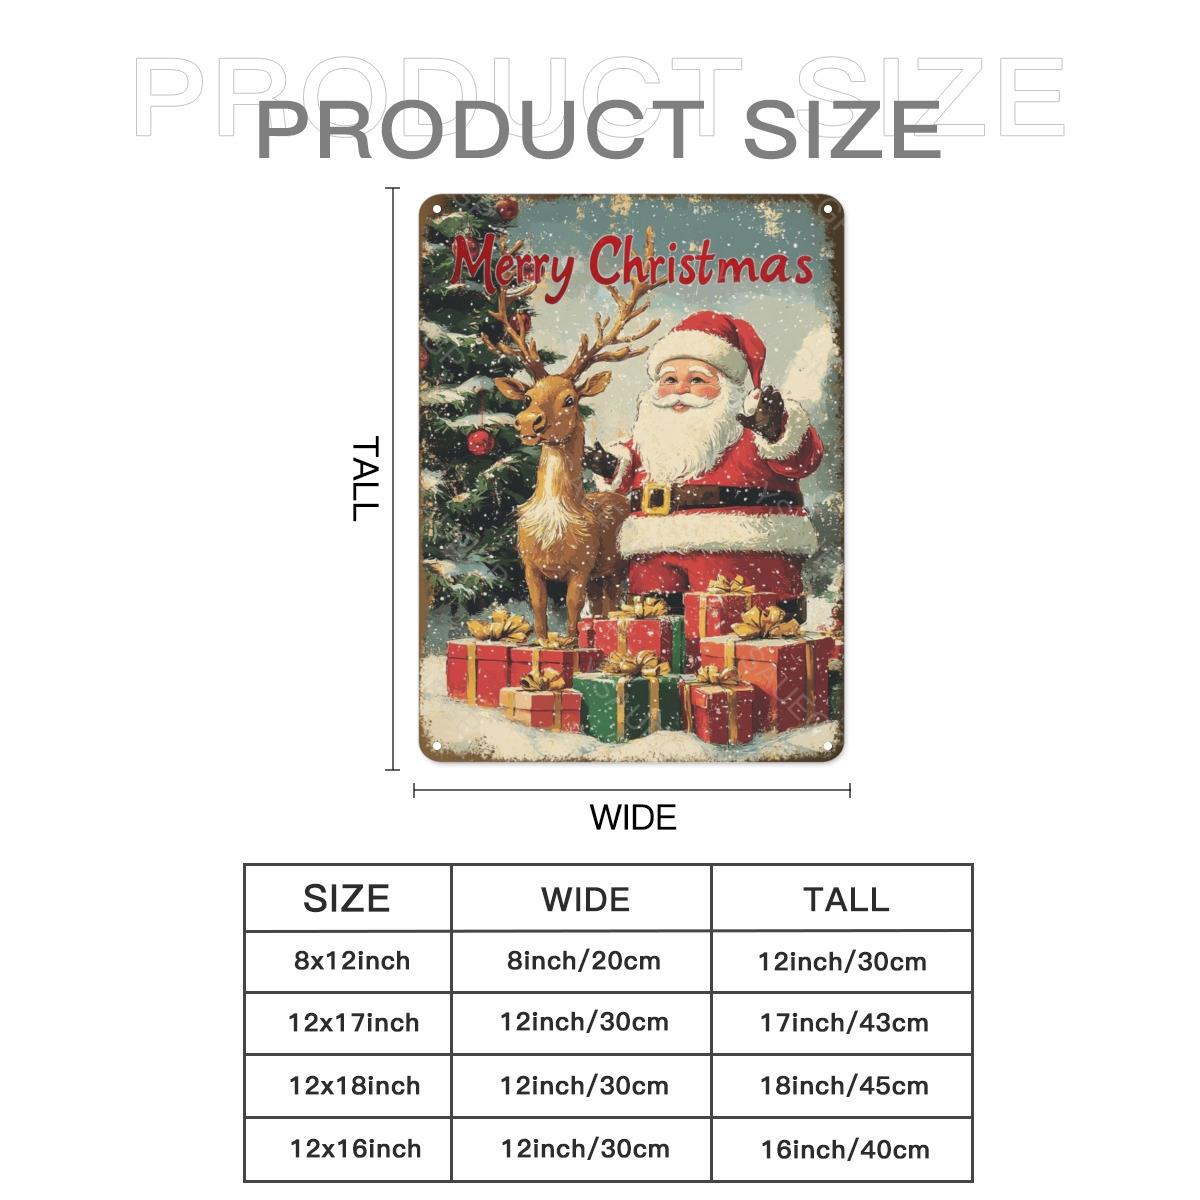 PRODUCT SIZE
PRODUCT SIZE
Merry Christmas
TALL
WIDE
SIZE WIDE TALL
8x12inch 8inch/20cm 12inch/30cm
12x17inch 12inch/30cm 17inch/43cm
12x18inch 12inch/30cm 18inch/45cm
12x16inch 12inch/30cm 16inch/40cm